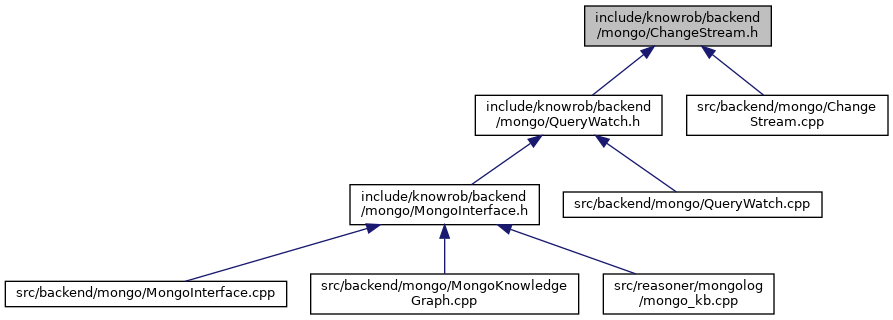 include/knowrob/backend
/mongo/ChangeStream.h
include/knowrob/backend
/mongo/QueryWatch.h
src/backend/mongo/Change
Stream.cpp
include/knowrob/backend
/mongo/MongoInterface.h
src/backend/mongo/QueryWatch.cpp
src/backend/mongo/MongoInterface.cpp
src/backend/mongo/MongoKnowledge
Graph.cpp
src/reasoner/mongolog
/mongo_kb.cpp